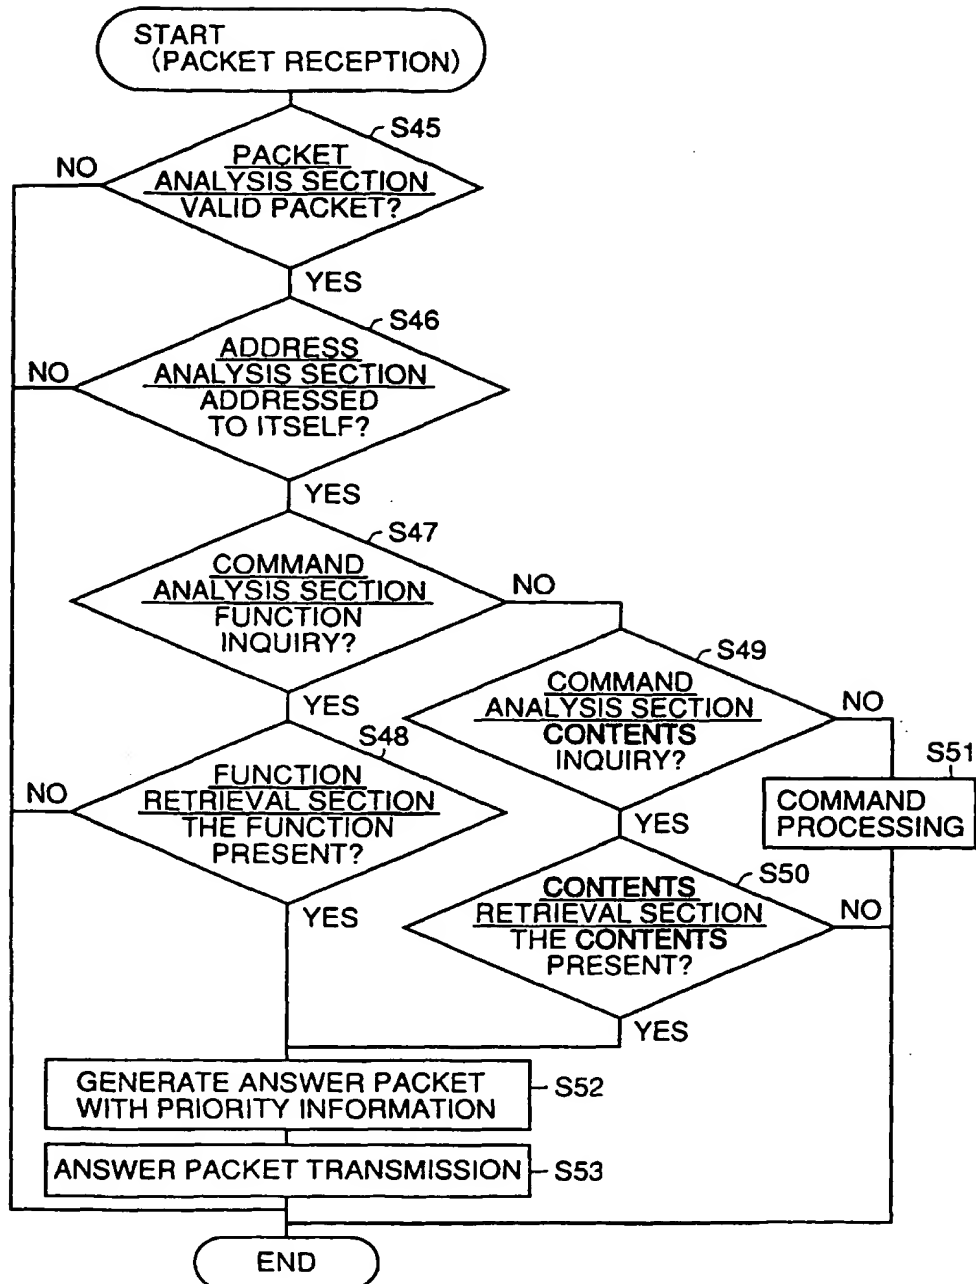 START
(PACKET RECEPTION)
S45
NO
PACKET
ANALYSIS SECTION
VALID PACKET?
YES
S46
NO
ADDRESS
ANALYSIS SECTION
ADDRESSED
TO ITSELF?
YES
S47
COMMAND
ANALYSIS SECTION
FUNCTION
INQUIRY?
NO
YES
S49
COMMAND
ANALYSIS SECTION
CONTENTS
INQUIRY?
NO
YES
S48
NO
FUNCTION
RETRIEVAL SECTION
THE FUNCTION
PRESENT?
YES
S51
COMMAND
PROCESSING
S50
CONTENTS
RETRIEVAL SECTION
THE CONTENTS
PRESENT?
NO
YES
GENERATE ANSWER PACKET
WITH PRIORITY INFORMATION
S52
ANSWER PACKET TRANSMISSION
S53
END